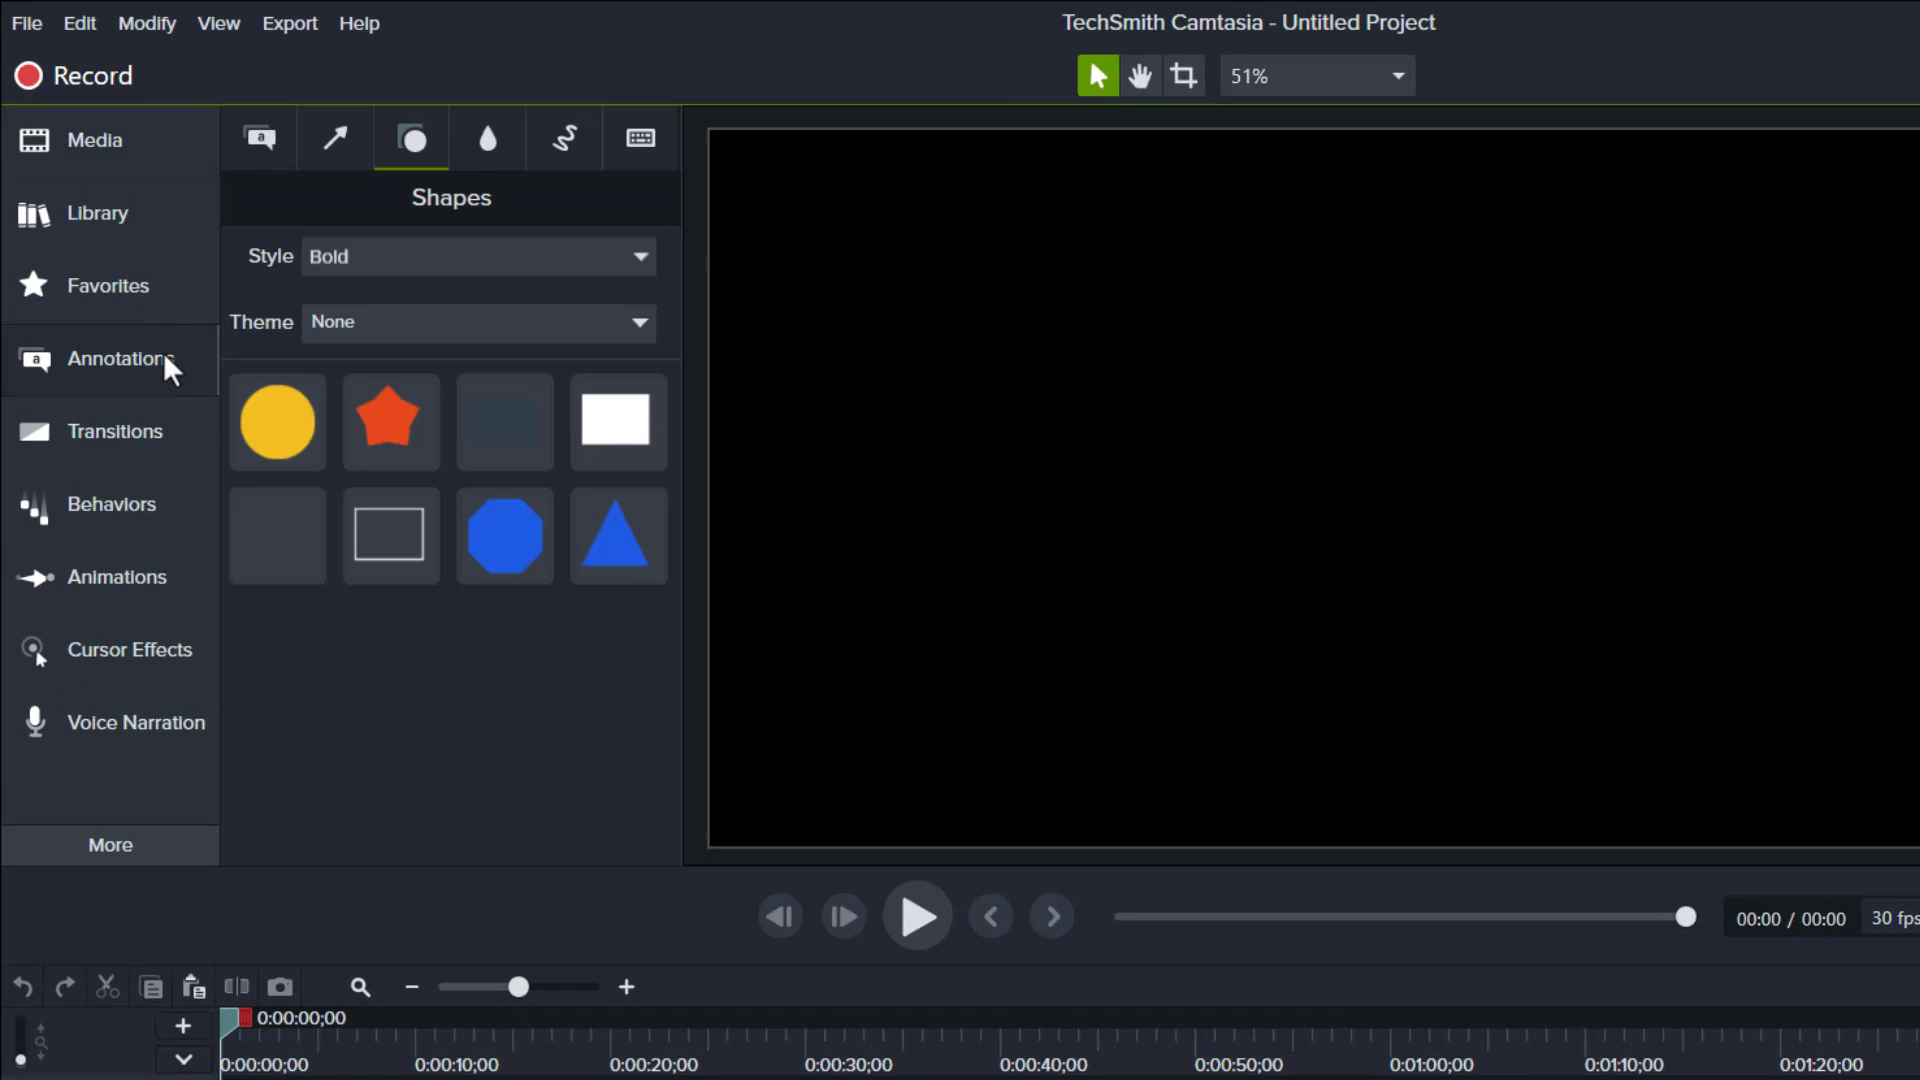 File Edit Modify View Export Help
TechSmith Camtasia - Untitled Project
Record
51%
Media
Library
Favorites
a Annotations
Transitions
Behaviors
Animations
Cursor Effects
Voice Narration
More
a
Shapes
Style Bold
Theme None
00:00 / 00:00 30 fps
0:00:00;00
0:00:00;00 0:00:10;00 0:00:20;00 0:00:30;00 0:00:40;00 0:00:50;00 0:01:00;00 0:01:10;00 0:01:20;00